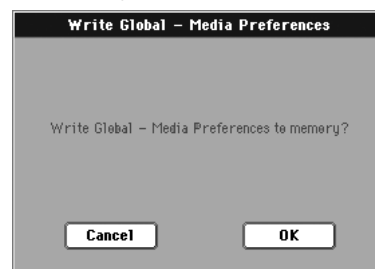 Write Global – Media Preferences
Write Global – Media Preferences to memory?
Cancel
OK